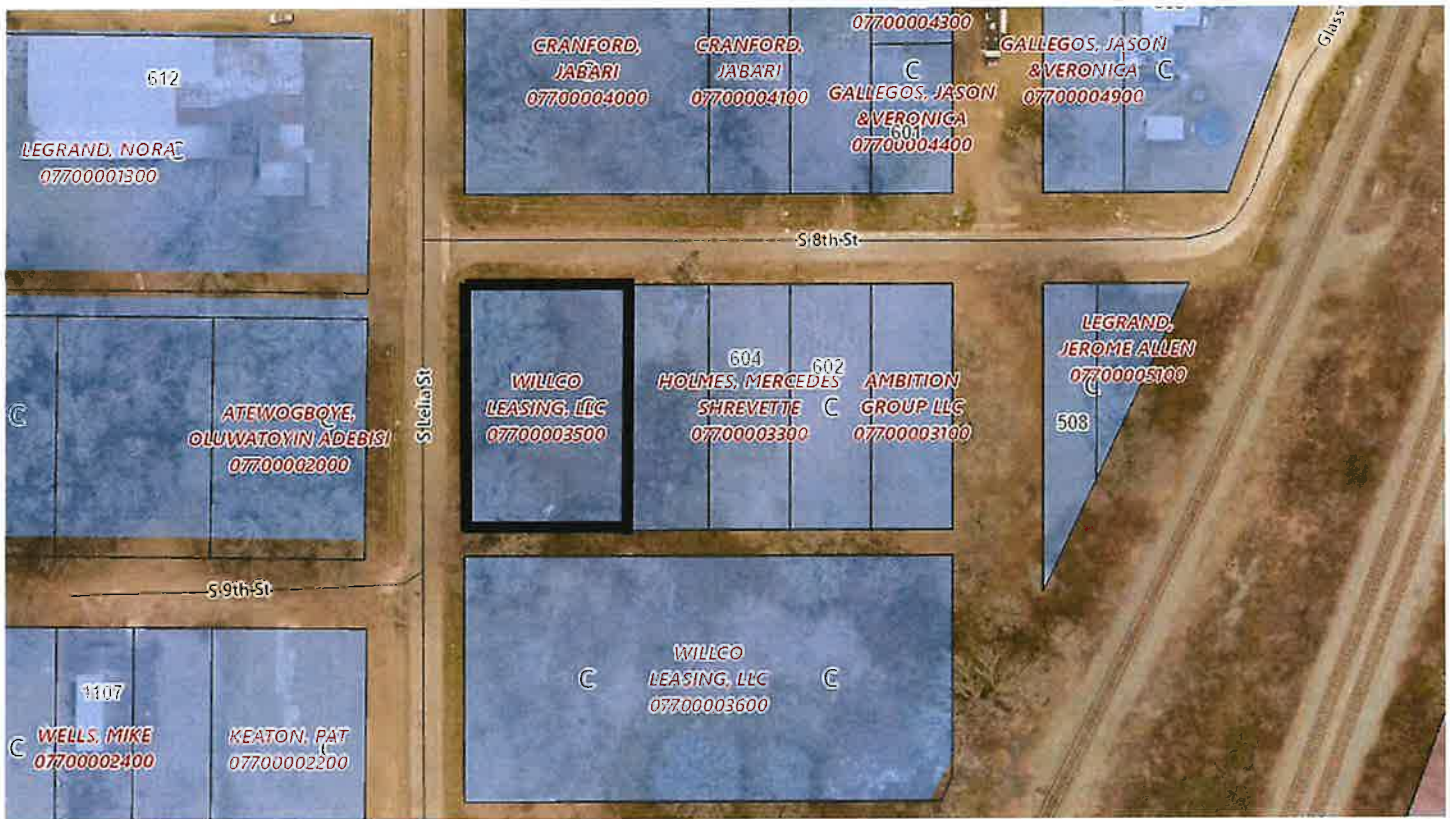 07700004300
CRANFORD,
JABARI
07700004000
CRANFORD,
JABARI
07700004100
C
GALLEGOS, JASON
&VERONICA
601
07700004400
GALLEGOS, JASON
&VERONICA C
07700004900
Glass
612
LEGRAND, NORA
C
07700001300
S 8th St
S Lelia St
C
ATEWOGBOYE,
OLUWATOYIN ADEBISI
07700002000
WILLCO
LEASING, LLC
07700003500
604
602
HOLMES, MERCEDES
SHREVETTE
07700003300
C
AMBITION
GROUP LLC
07700003100
LEGRAND,
JEROME ALLEN
07700005100
C
508
S 9th St
1107
C
WELLS, MIKE
07700002400
KEATON, PAT
C
07700002200
C
WILLCO
LEASING, LLC
07700003600
C